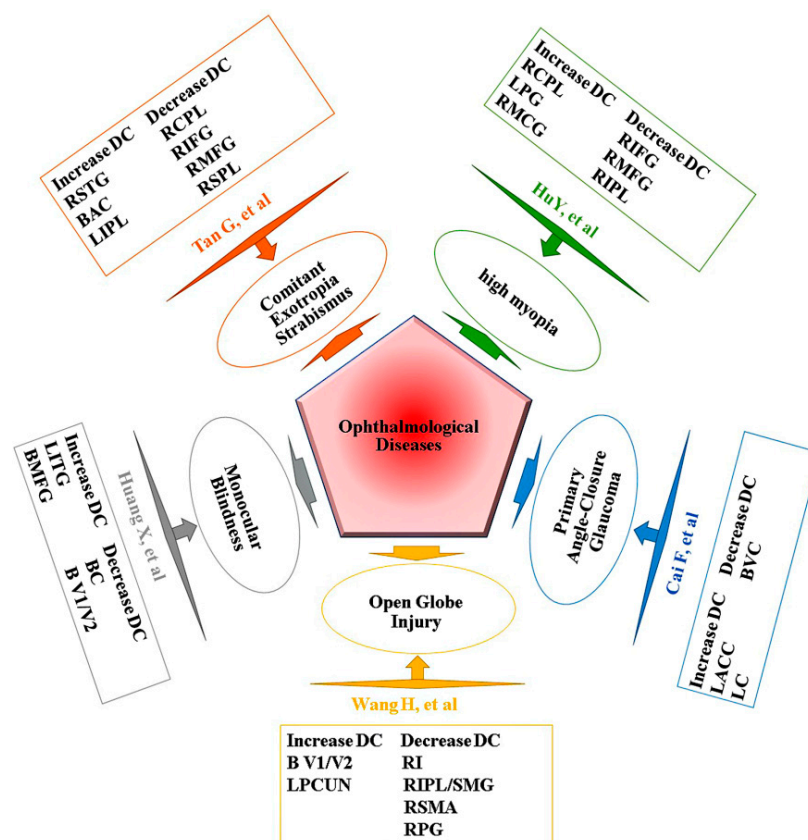 Increase DC
RSTG
BAC
LIPL
Decrease DC
RCPL
RIFG
RMFG
RSPL
Tan G, et al
Comitant
Exotropia
Strabismus
Increase DC
RCPL
LPG
RMCG
Decrease DC
RIFG
RMFG
RIPL
HuY, et al
high myopia
Ophthalmological
Diseases
Increase DC
LITG
BMFG
Decrease DC
BC
B V1/V2
Huang X, et al
Monocular
Blindness
Primary
Angle-Closure
Glaucoma
Cai F, et al
Increase DC
LACC
LC
Decrease DC
BVC
Open Globe
Injury
Wang H, et al
Increase DC
B V1/V2
LPCUN
Decrease DC
RI
RIPL/SMG
RSMA
RPG